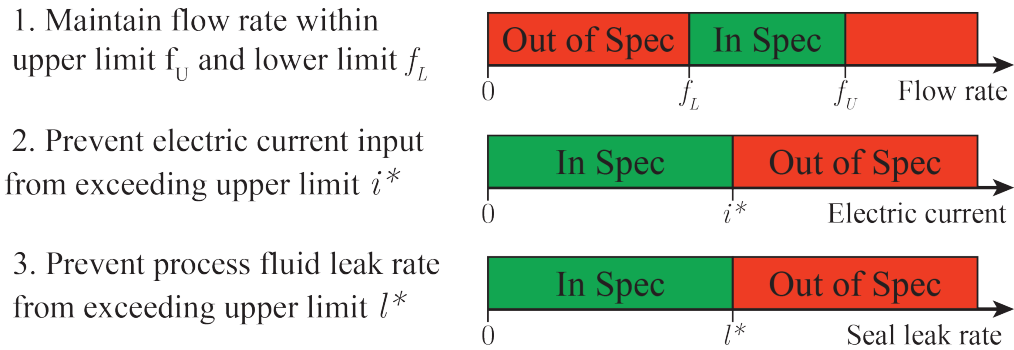 1. Maintain flow rate within
upper limit f_U and lower limit f_L
Out of Spec In Spec
0 f_L f_U Flow rate
2. Prevent electric current input
from exceeding upper limit i*
In Spec Out of Spec
0 i* Electric current
3. Prevent process fluid leak rate
from exceeding upper limit l*
In Spec Out of Spec
0 l* Seal leak rate